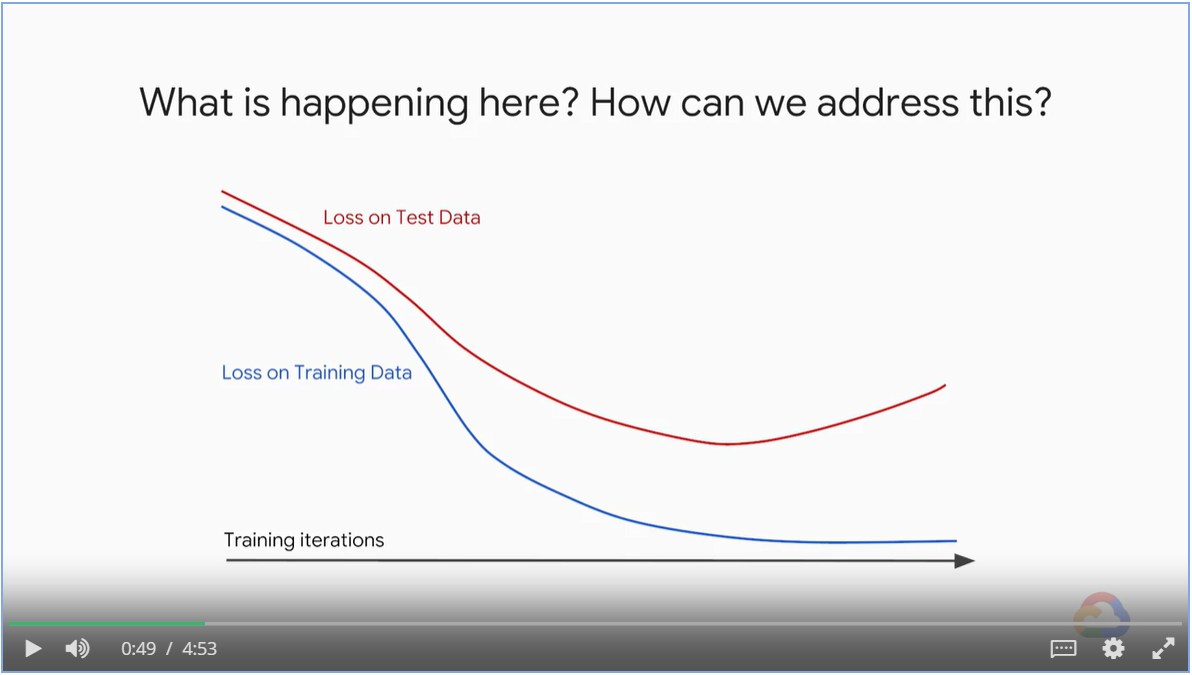 What is happening here? How can we address this?
Loss on Test Data
Loss on Training Data
Training iterations
0:49 / 4:53